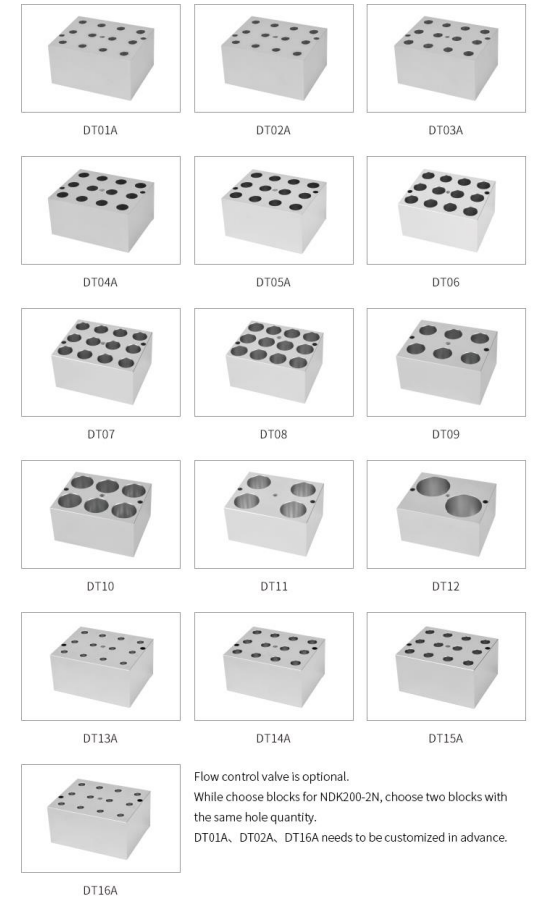 DT01A
DT02A
DT03A
DT04A
DT05A
DT06
DT07
DT08
DT09
DT10
DT11
DT12
DT13A
DT14A
DT15A
Flow control valve is optional.
While choose blocks for NDK200-2N, choose two blocks with
the same hole quantity.
DT01A、DT02A、DT16A needs to be customized in advance.
DT16A